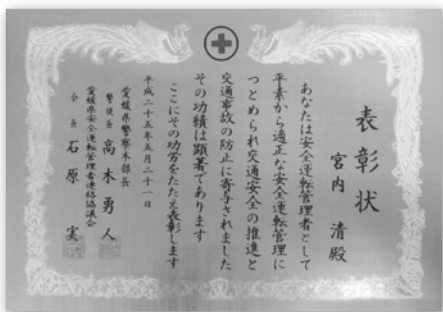 表彰状
宮内 清殿
あなたは安全運転管理者として
平素から適正な安全運転管理に
つとめられ交通安全の推進と
交通事故の防止に寄与されました
その功績は顕著であります
ここにその功労をたたえ表彰します
平成二十五年五月二十一日
愛媛県警察本部長
警視長 高木勇人
愛媛県安全運転管理者連絡協議会
会長 石原 実